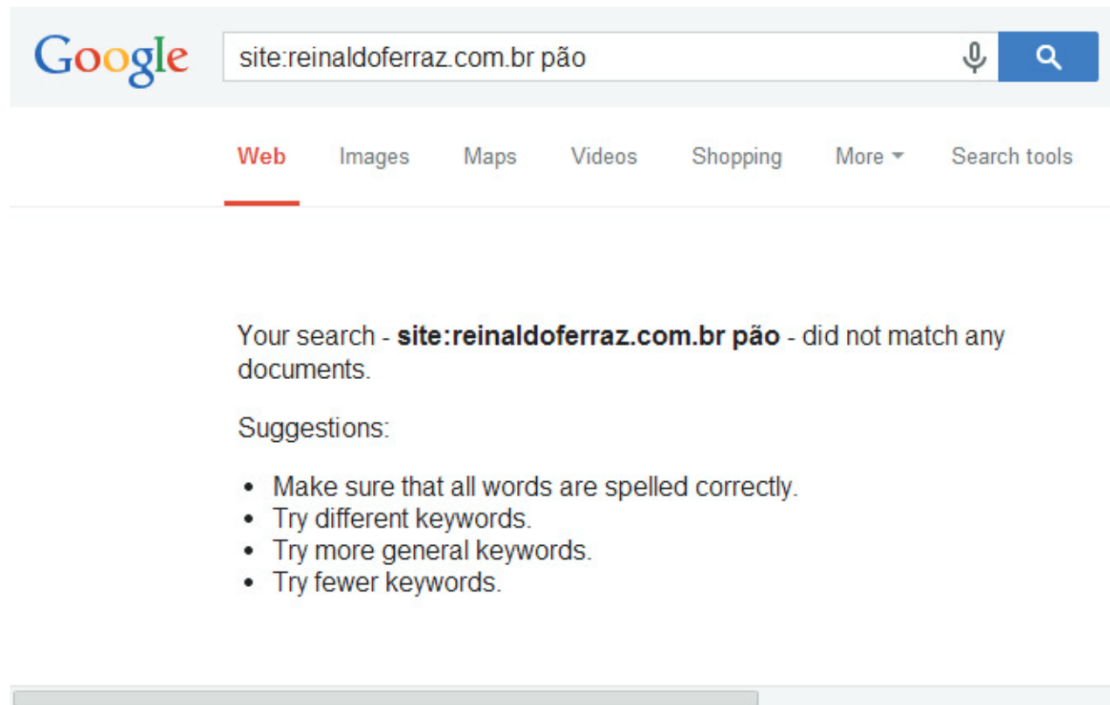 Google site:reinaldoferraz.com.br pão
Web Images Maps Videos Shopping More Search tools
Your search - site:reinaldoferraz.com.br pão - did not match any
documents.
Suggestions:
• Make sure that all words are spelled correctly.
• Try different keywords.
• Try more general keywords.
• Try fewer keywords.